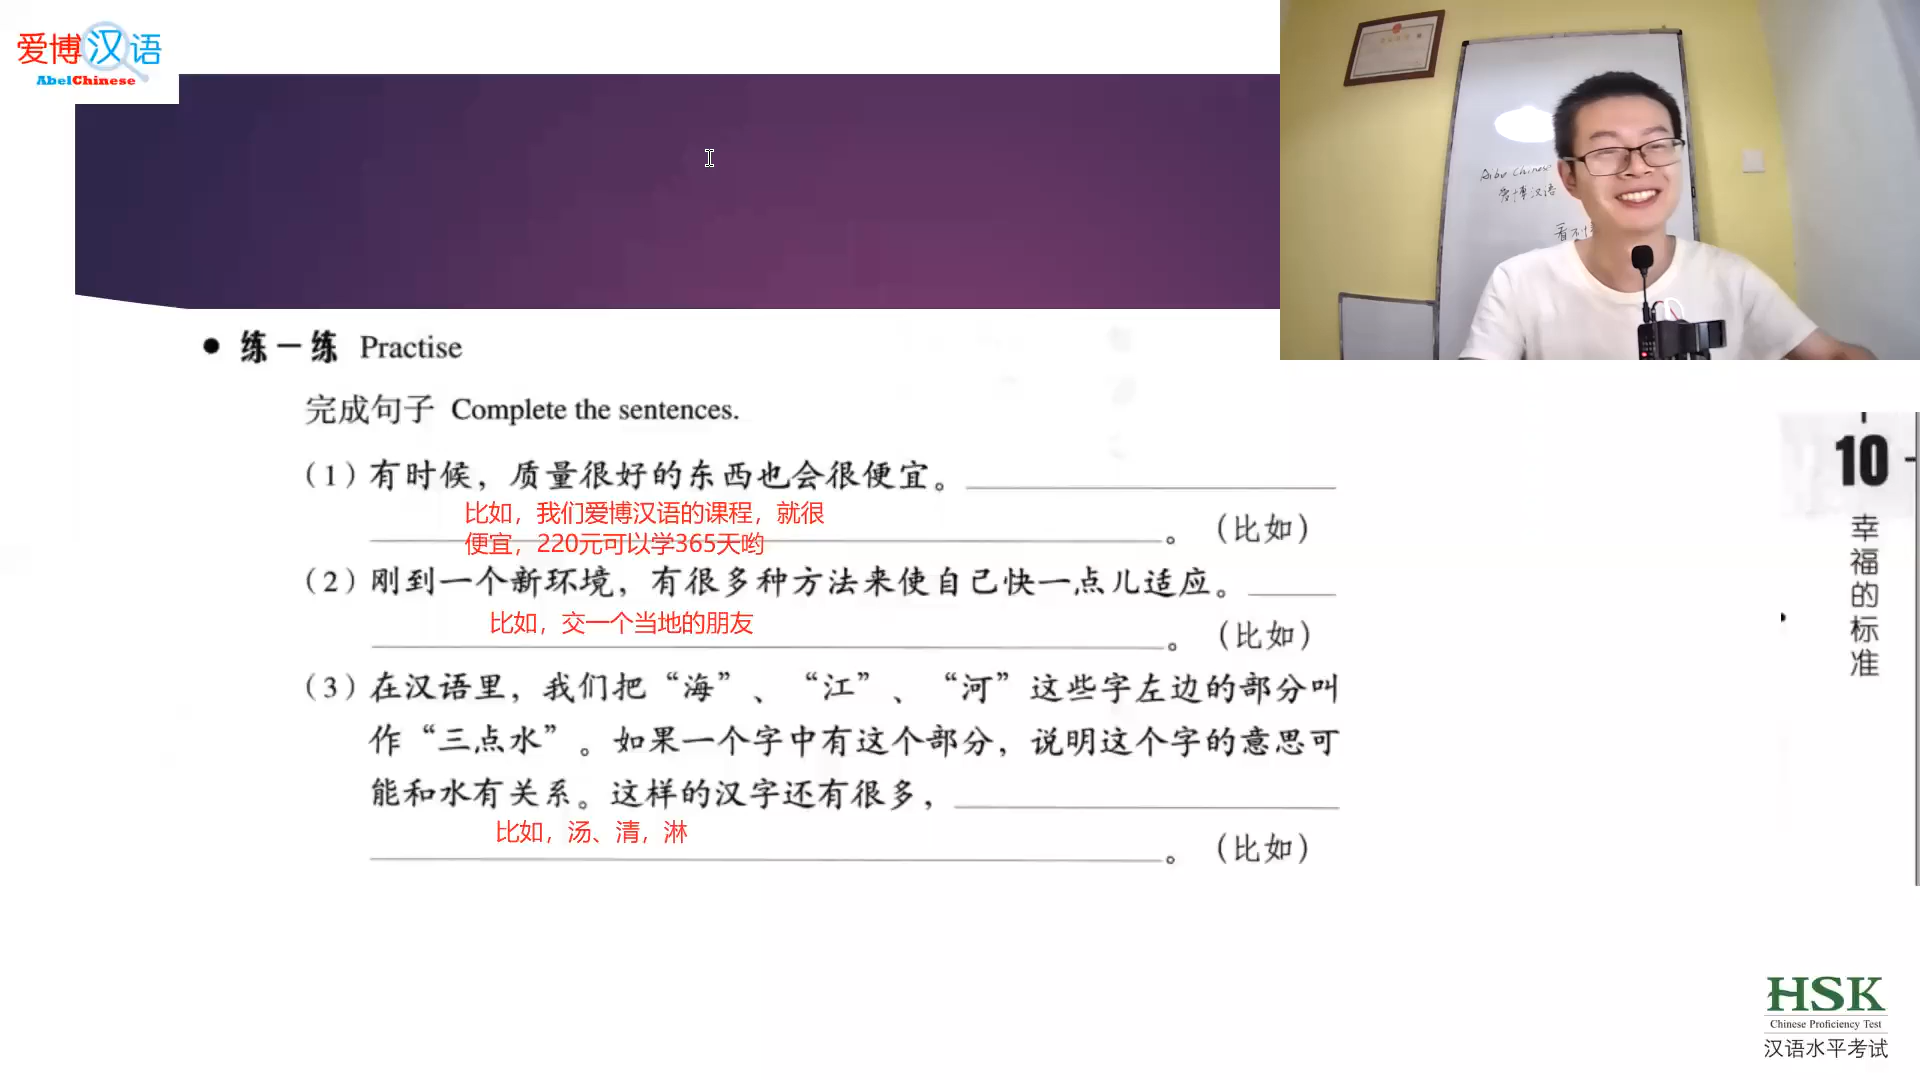 爱博汉语
AbelChinese
Aibo Chinese
爱博汉语
看不懂
● 练一练 Practise
完成句子 Complete the sentences.
（1）有时候，质量很好的东西也会很便宜。
比如，我们爱博汉语的课程，就很
便宜，220元可以学365天哟
。（比如）
（2）刚到一个新环境，有很多种方法来使自己快一点儿适应。
比如，交一个当地的朋友
。（比如）
（3）在汉语里，我们把“海”、“江”、“河”这些字左边的部分叫
作“三点水”。如果一个字中有这个部分，说明这个字的意思可
能和水有关系。这样的汉字还有很多，
比如，汤、清，淋
。（比如）
10
幸福的标准
HSK
Chinese Proficiency Test
汉语水平考试